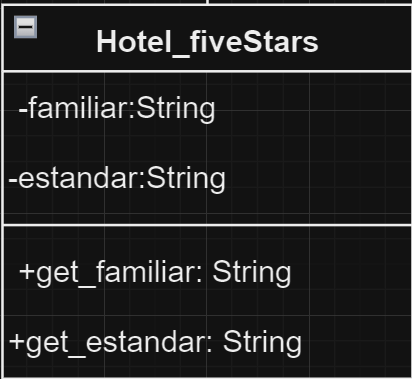 Hotel_fiveStars
-familiar:String
-estandar:String
+get_familiar: String
+get_estandar: String